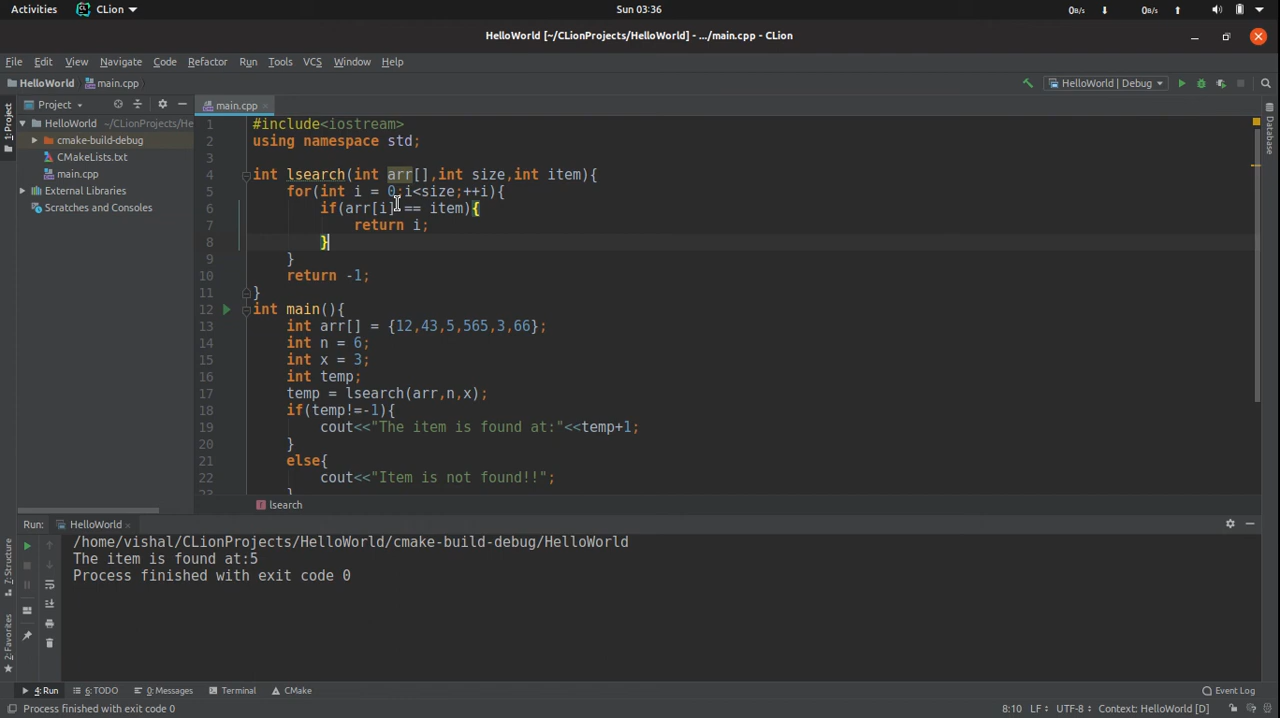 Activities CLion Sun 03:36 0B/s 0B/s
HelloWorld [~/CLionProjects/HelloWorld] - .../main.cpp - CLion
File Edit View Navigate Code Refactor Run Tools VCS Window Help
HelloWorld main.cpp HelloWorld | Debug
1: Project
Project
HelloWorld ~/CLionProjects/He
cmake-build-debug
CMakeLists.txt
main.cpp
External Libraries
Scratches and Consoles
main.cpp
1 #include<iostream>
2 using namespace std;
3
4 int lsearch(int arr[],int size,int item){
5 for(int i = 0;i<size;++i){
6 if(arr[i] == item){
7 return i;
8 }
9 }
10 return -1;
11 }
12 int main(){
13 int arr[] = {12,43,5,565,3,66};
14 int n = 6;
15 int x = 3;
16 int temp;
17 temp = lsearch(arr,n,x);
18 if(temp!=-1){
19 cout<<"The item is found at:"<<temp+1;
20 }
21 else{
22 cout<<"Item is not found!!";
23 }
lsearch
Database
Run: HelloWorld
/home/vishal/CLionProjects/HelloWorld/cmake-build-debug/HelloWorld
The item is found at:5
Process finished with exit code 0
7: Structure
2: Favorites
4: Run 6: TODO 0: Messages Terminal CMake Event Log
Process finished with exit code 0 8:10 LF UTF-8 Context: HelloWorld [D]